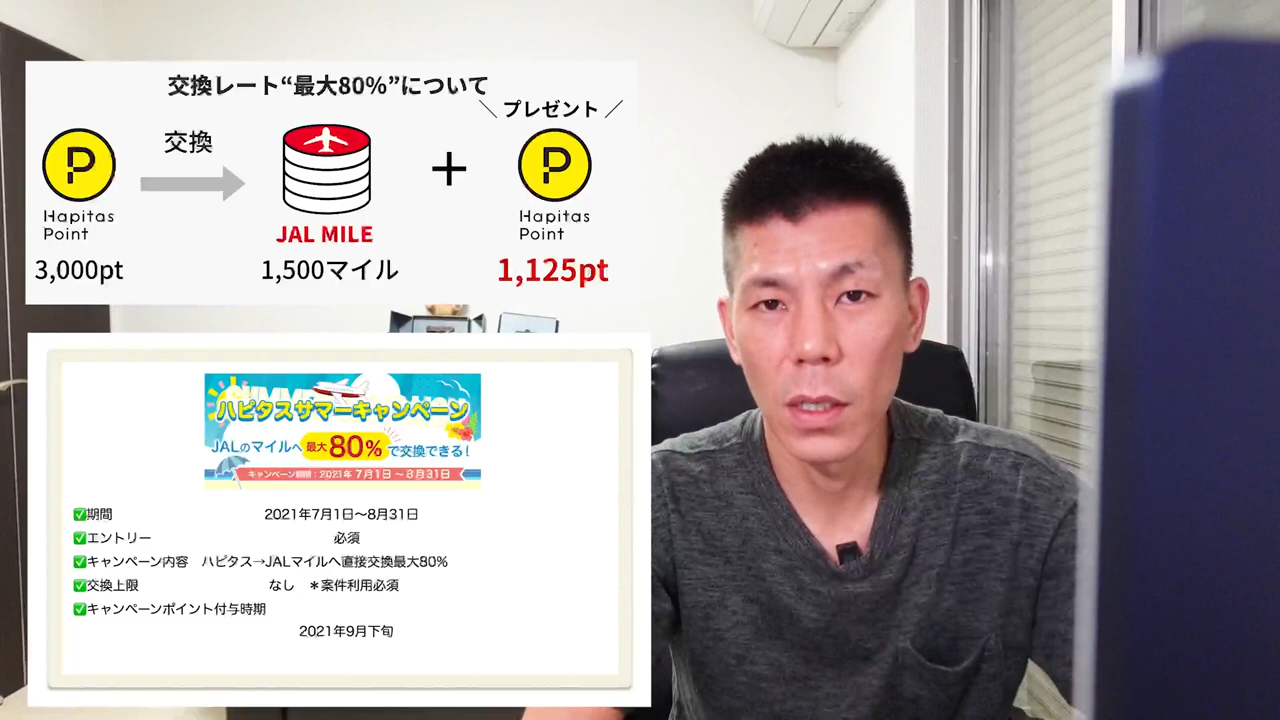 交換レート“最大80%”について
＼ プレゼント ／
交換
＋
Hapitas
Point
JAL MILE
Hapitas
Point
3,000pt
1,500マイル
1,125pt
ハピタスサマーキャンペーン
JALのマイルへ最大80%で交換できる!
キャンペーン期間：2021年7月1日～8月31日
✅期間 2021年7月1日〜8月31日
✅エントリー 必須
✅キャンペーン内容 ハピタス→JALマイルへ直接交換最大80%
✅交換上限 なし ＊案件利用必須
✅キャンペーンポイント付与時期
2021年9月下旬